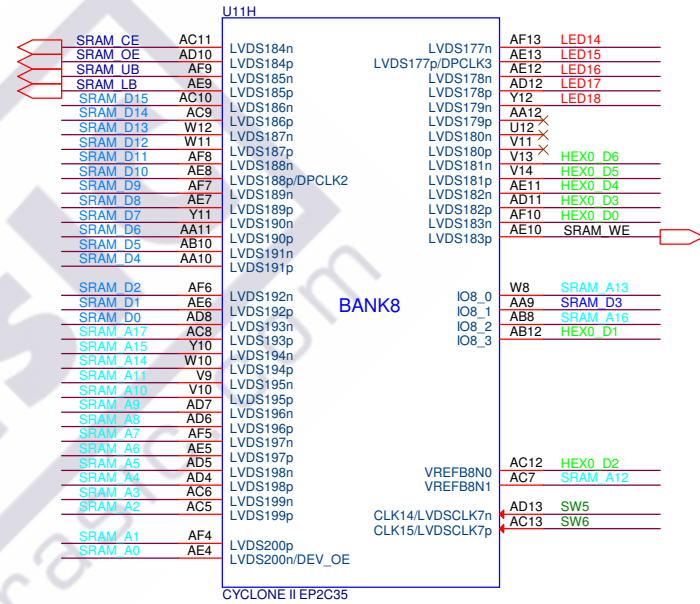 U11H
SRAM_CE AC11 LVDS184n
SRAM_OE AD10 LVDS184p
SRAM_UB AF9 LVDS185n
SRAM_LB AE9 LVDS185p
SRAM_D15 AC10 LVDS186n
SRAM_D14 AC9 LVDS186p
SRAM_D13 W12 LVDS187n
SRAM_D12 W11 LVDS187p
SRAM_D11 AF8 LVDS188n
SRAM_D10 AE8 LVDS188p/DPCLK2
SRAM_D9 AF7 LVDS189n
SRAM_D8 AE7 LVDS189p
SRAM_D7 Y11 LVDS190n
SRAM_D6 AA11 LVDS190p
SRAM_D5 AB10 LVDS191n
SRAM_D4 AA10 LVDS191p
SRAM_D2 AF6 LVDS192n
SRAM_D1 AE6 LVDS192p
SRAM_D0 AD8 LVDS193n
SRAM_A17 AC8 LVDS193p
SRAM_A15 Y10 LVDS194n
SRAM_A14 W10 LVDS194p
SRAM_A11 V9 LVDS195n
SRAM_A10 V10 LVDS195p
SRAM_A9 AD7 LVDS196n
SRAM_A8 AD6 LVDS196p
SRAM_A7 AF5 LVDS197n
SRAM_A6 AE5 LVDS197p
SRAM_A5 AD5 LVDS198n
SRAM_A4 AD4 LVDS198p
SRAM_A3 AC6 LVDS199n
SRAM_A2 AC5 LVDS199p
SRAM_A1 AF4 LVDS200p
SRAM_A0 AE4 LVDS200n/DEV_OE
BANK8
LVDS177n AF13 LED14
LVDS177p/DPCLK3 AE13 LED15
LVDS178n AE12 LED16
LVDS178p AD12 LED17
LVDS179n Y12 LED18
LVDS179p AA12
LVDS180n U12
LVDS180p V11
LVDS181n V13 HEX0_D6
LVDS181p V14 HEX0_D5
LVDS182n AE11 HEX0_D4
LVDS182p AD11 HEX0_D3
LVDS183n AF10 HEX0_D0
LVDS183p AE10 SRAM_WE
IO8_0 W8 SRAM_A13
IO8_1 AA9 SRAM_D3
IO8_2 AB8 SRAM_A16
IO8_3 AB12 HEX0_D1
VREFB8N0 AC12 HEX0_D2
VREFB8N1 AC7 SRAM_A12
CLK14/LVDSCLK7n AD13 SW5
CLK15/LVDSCLK7p AC13 SW6
CYCLONE II EP2C35